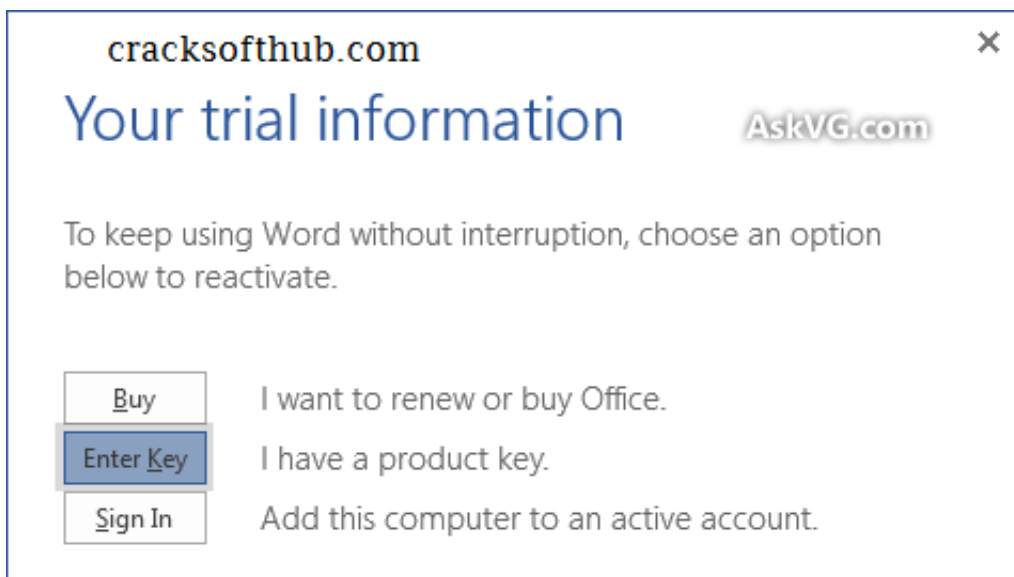 cracksofthub.com
Your trial information
AskVG.com
To keep using Word without interruption, choose an option
below to reactivate.
Buy I want to renew or buy Office.
Enter Key I have a product key.
Sign In Add this computer to an active account.